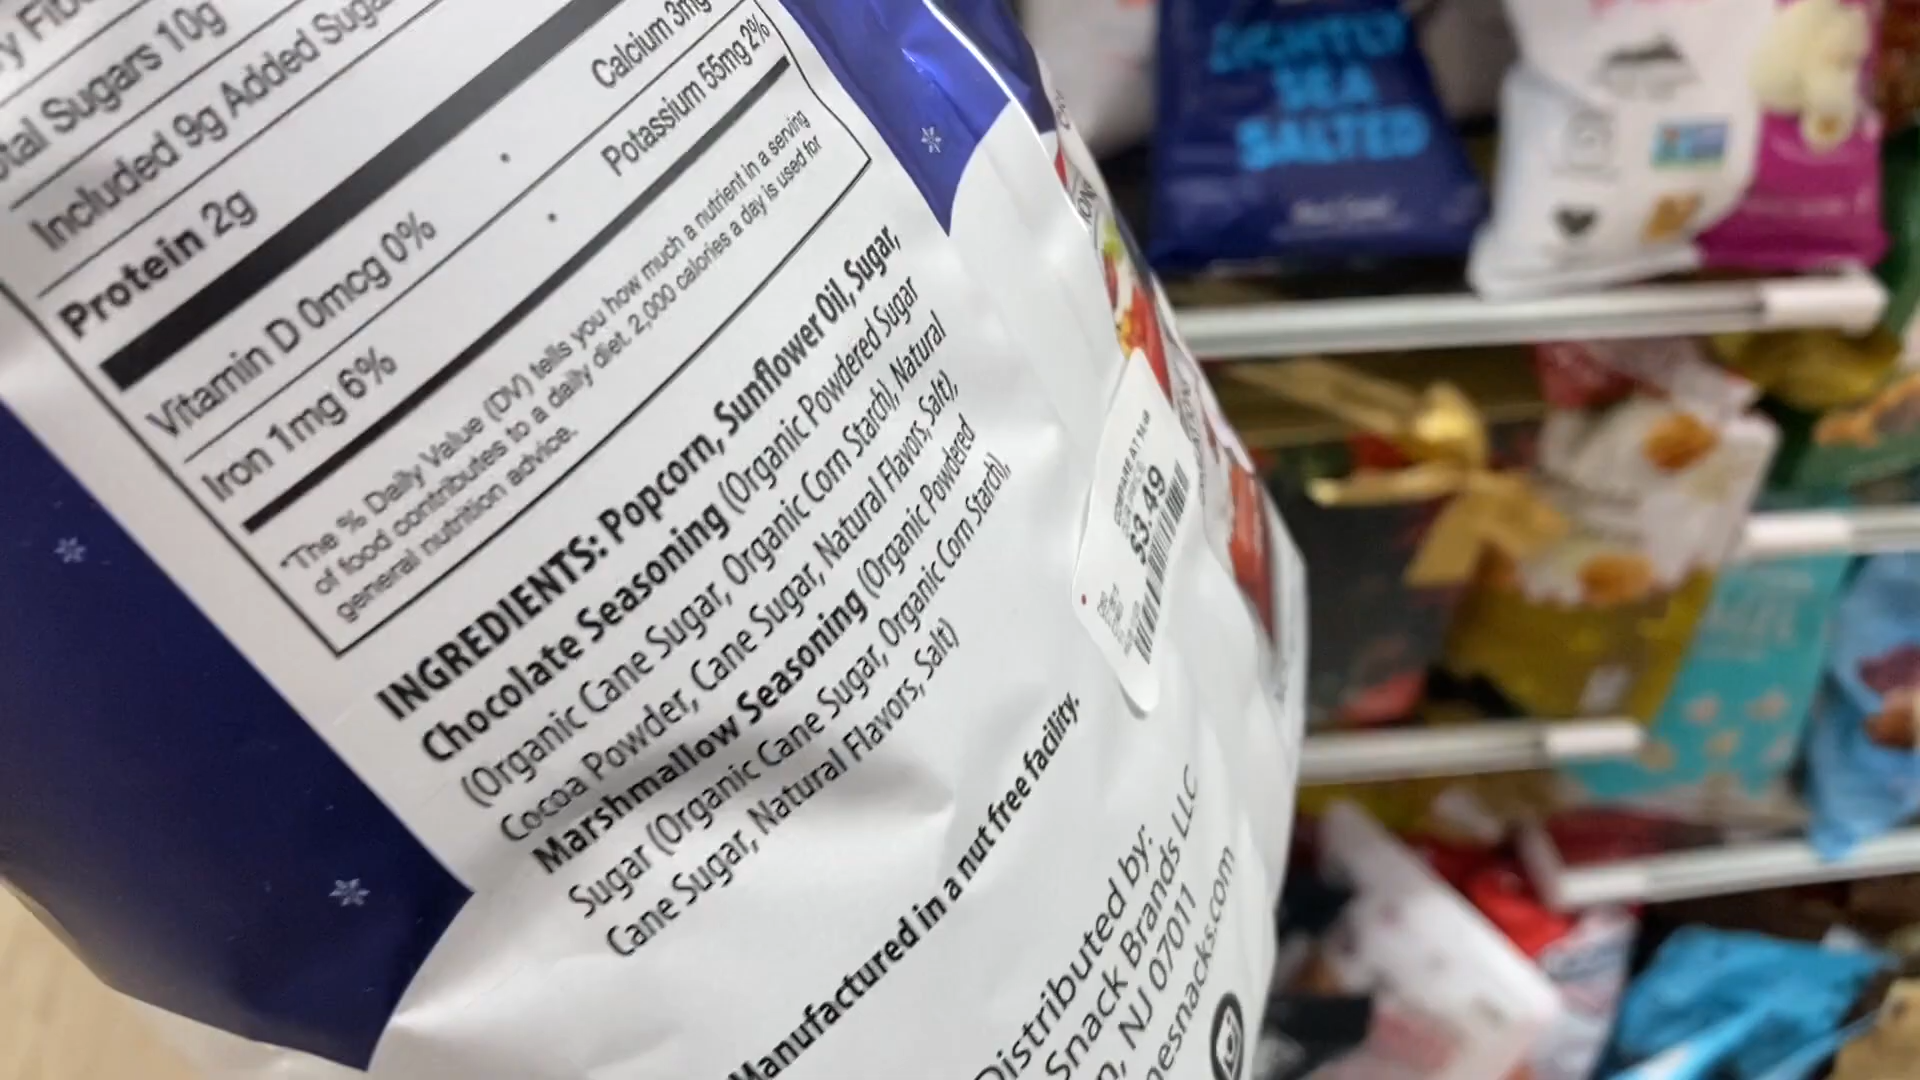 Sugars 10g
Included 9g Added
Protein 2g
Vitamin D 0mcg 0% • Calcium 3mg
Iron 1mg 6% • Potassium 55mg 2%
*The % Daily Value (DV) tells you how much a nutrient in a serving
of food contributes to a daily diet. 2,000 calories a day is used for
general nutrition advice.
INGREDIENTS: Popcorn, Sunflower Oil, Sugar,
Chocolate Seasoning (Organic Powdered Sugar
(Organic Cane Sugar, Organic Corn Starch), Natural
Cocoa Powder, Cane Sugar, Natural Flavors, Salt),
Marshmallow Seasoning (Organic Powdered
Sugar (Organic Cane Sugar, Organic Corn Starch),
Cane Sugar, Natural Flavors, Salt)
Manufactured in a nut free facility.
Distributed by:
Snack Brands LLC
NJ 07011
COMPARE AT
$3.49
LIGHTLY
SEA
SALTED